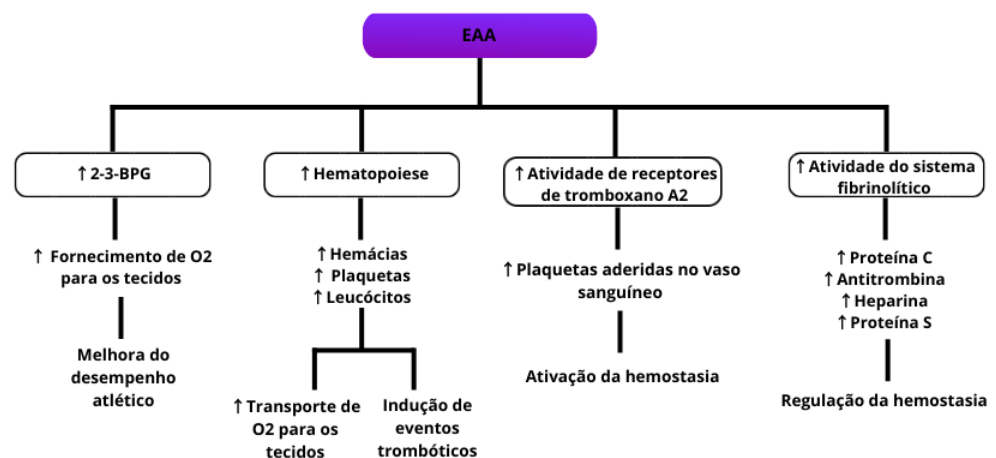 EAA
↑2-3-BPG
↑ Fornecimento de O2
para os tecidos
Melhora do
desempenho
atlético
↑Hematopoiese
↑Hemácias
↑ Plaquetas
↑Leucócitos
↑Transporte de
O2 para os
tecidos
Indução de
eventos
trombóticos
↑Atividade de receptores
de tromboxano A2
↑Plaquetas aderidas no vaso
sanguíneo
Ativação da hemostasia
↑Atividade do sistema
fibrinolítico
↑Proteína C
↑Antitrombina
↑Heparina
↑Proteína S
Regulação da hemostasia